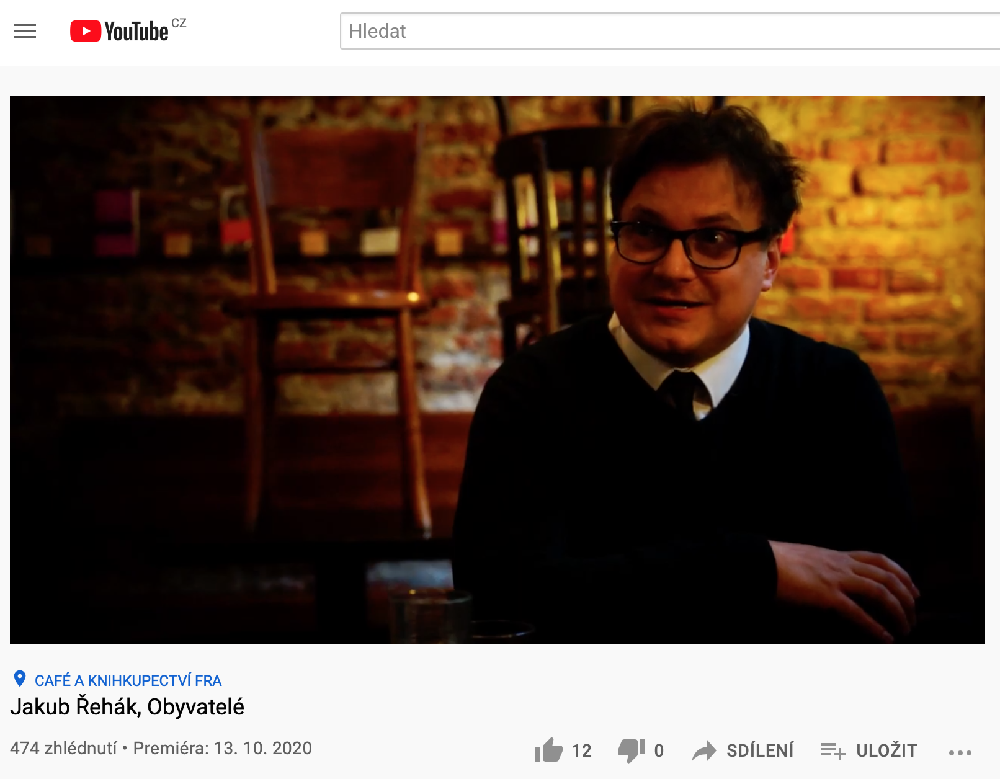 YouTube CZ
Hledat
CAFÉ A KNIHKUPECTVÍ FRA
Jakub Řehák, Obyvatelé
474 zhlédnutí • Premiéra: 13. 10. 2020
12 0 SDÍLENÍ ULOŽIT